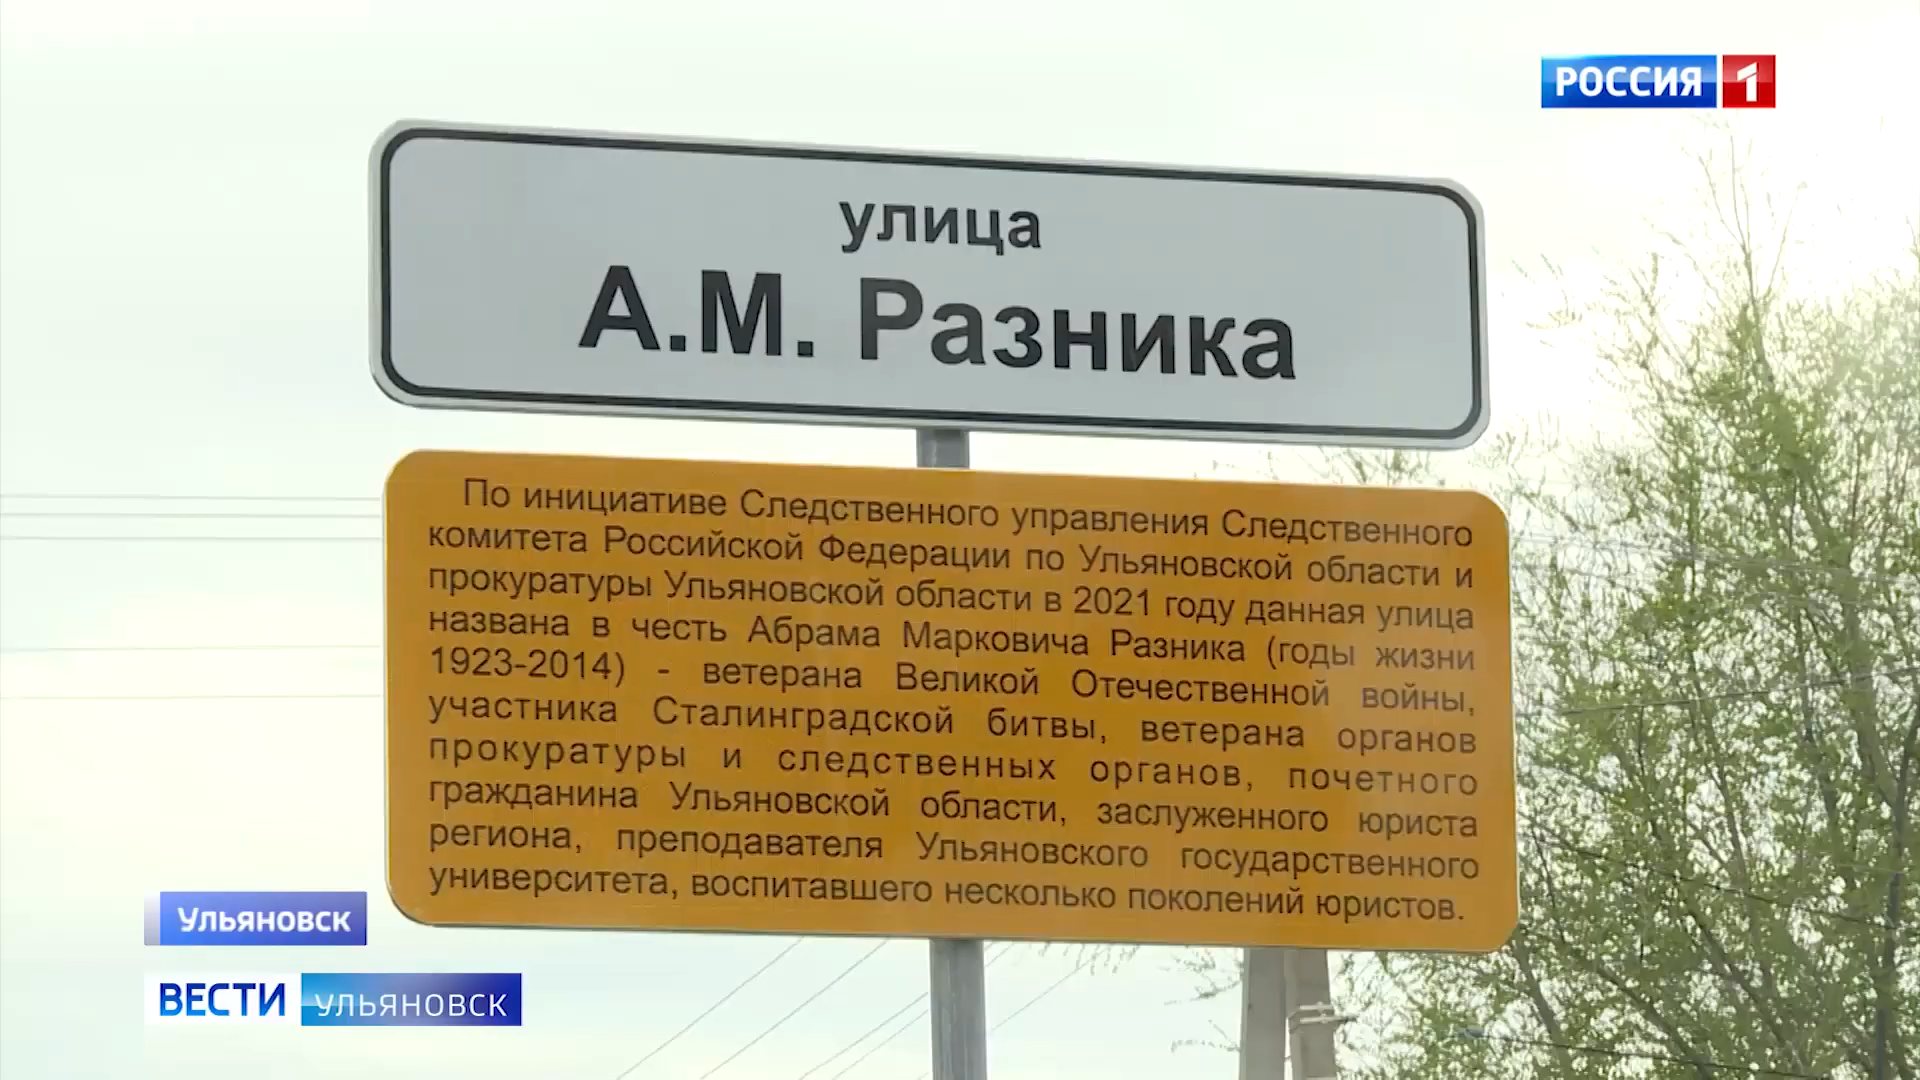 РОССИЯ 1
улица
А.М. Разника
По инициативе Следственного управления Следственного
комитета Российской Федерации по Ульяновской области и
прокуратуры Ульяновской области в 2021 году данная улица
названа в честь Абрама Марковича Разника (годы жизни
1923-2014) - ветерана Великой Отечественной войны,
участника Сталинградской битвы, ветерана органов
прокуратуры и следственных органов, почетного
гражданина Ульяновской области, заслуженного юриста
региона, преподавателя Ульяновского государственного
университета, воспитавшего несколько поколений юристов.
Ульяновск
ВЕСТИ УЛЬЯНОВСК